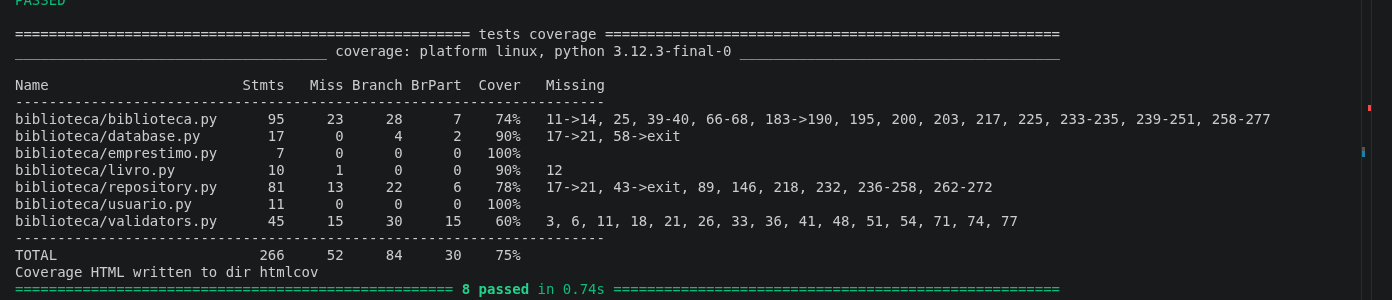 PASSED
====================================================== tests coverage ======================================================
_____________________________________ coverage: platform linux, python 3.12.3-final-0 ______________________________________
Name                       Stmts   Miss Branch BrPart  Cover   Missing
----------------------------------------------------------------------
biblioteca/biblioteca.py      95     23     28      7    74%   11->14, 25, 39-40, 66-68, 183->190, 195, 200, 203, 217, 225, 233-235, 239-251, 258-277
biblioteca/database.py        17      0      4      2    90%   17->21, 58->exit
biblioteca/emprestimo.py       7      0      0      0   100%
biblioteca/livro.py           10      1      0      0    90%   12
biblioteca/repository.py      81     13     22      6    78%   17->21, 43->exit, 89, 146, 218, 232, 236-258, 262-272
biblioteca/usuario.py         11      0      0      0   100%
biblioteca/validators.py      45     15     30     15    60%   3, 6, 11, 18, 21, 26, 33, 36, 41, 48, 51, 54, 71, 74, 77
----------------------------------------------------------------------
TOTAL                        266     52     84     30    75%
Coverage HTML written to dir htmlcov
==================================================== 8 passed in 0.74s =====================================================